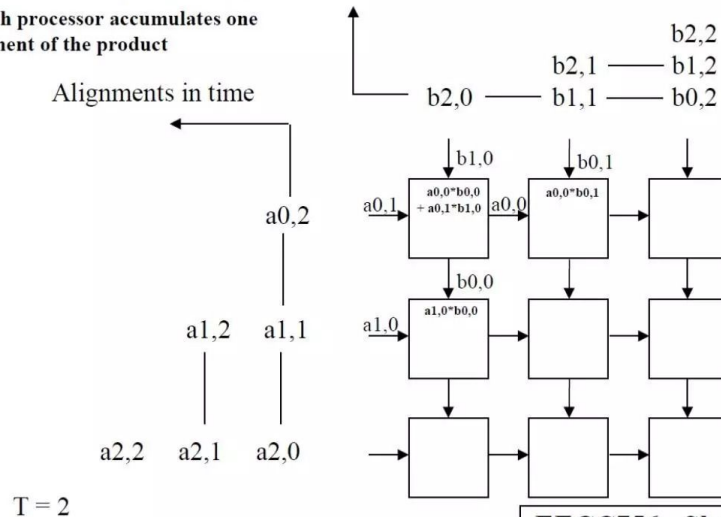 h processor accumulates one
nent of the product
Alignments in time
b2,2
b2,1 b1,2
b2,0 b1,1 b0,2
b1,0 b0,1
a0,2
a0,1
a0,0*b0,0
+ a0,1*b1,0
a0,0
a0,0*b0,1
b0,0
a1,2 a1,1
a1,0
a1,0*b0,0
a2,2 a2,1 a2,0
T = 2